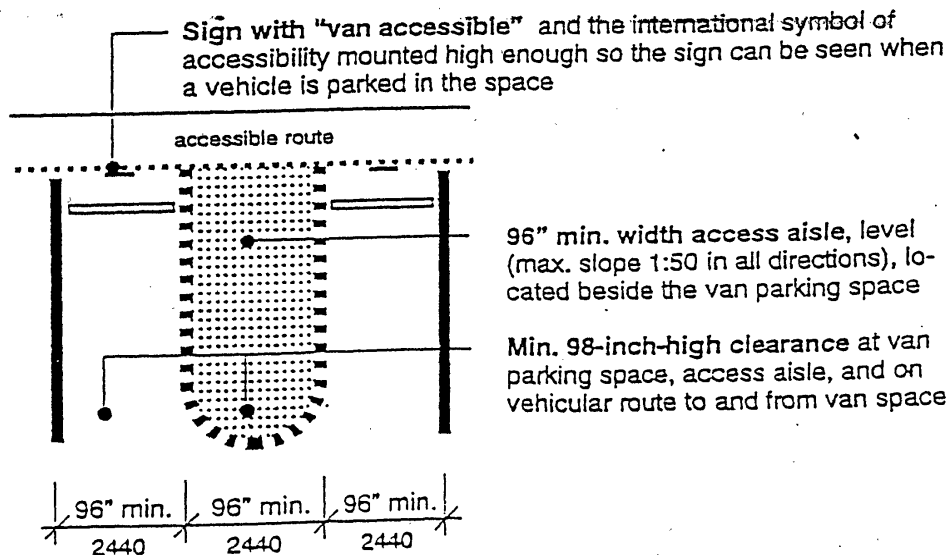 Sign with "van accessible" and the international symbol of
accessibility mounted high enough so the sign can be seen when
a vehicle is parked in the space
accessible route
96" min. width access aisle, level
(max. slope 1:50 in all directions), lo-
cated beside the van parking space
Min. 98-inch-high clearance at van
parking space, access aisle, and on
vehicular route to and from van space
96" min. 96" min. 96" min.
2440 2440 2440